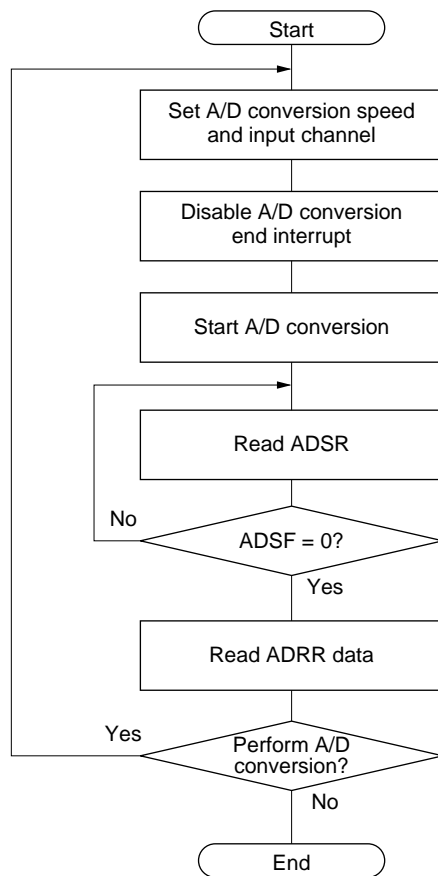 Start
Set A/D conversion speed
and input channel
Disable A/D conversion
end interrupt
Start A/D conversion
Read ADSR
No
ADSF = 0?
Yes
Read ADRR data
Yes
Perform A/D
conversion?
No
End